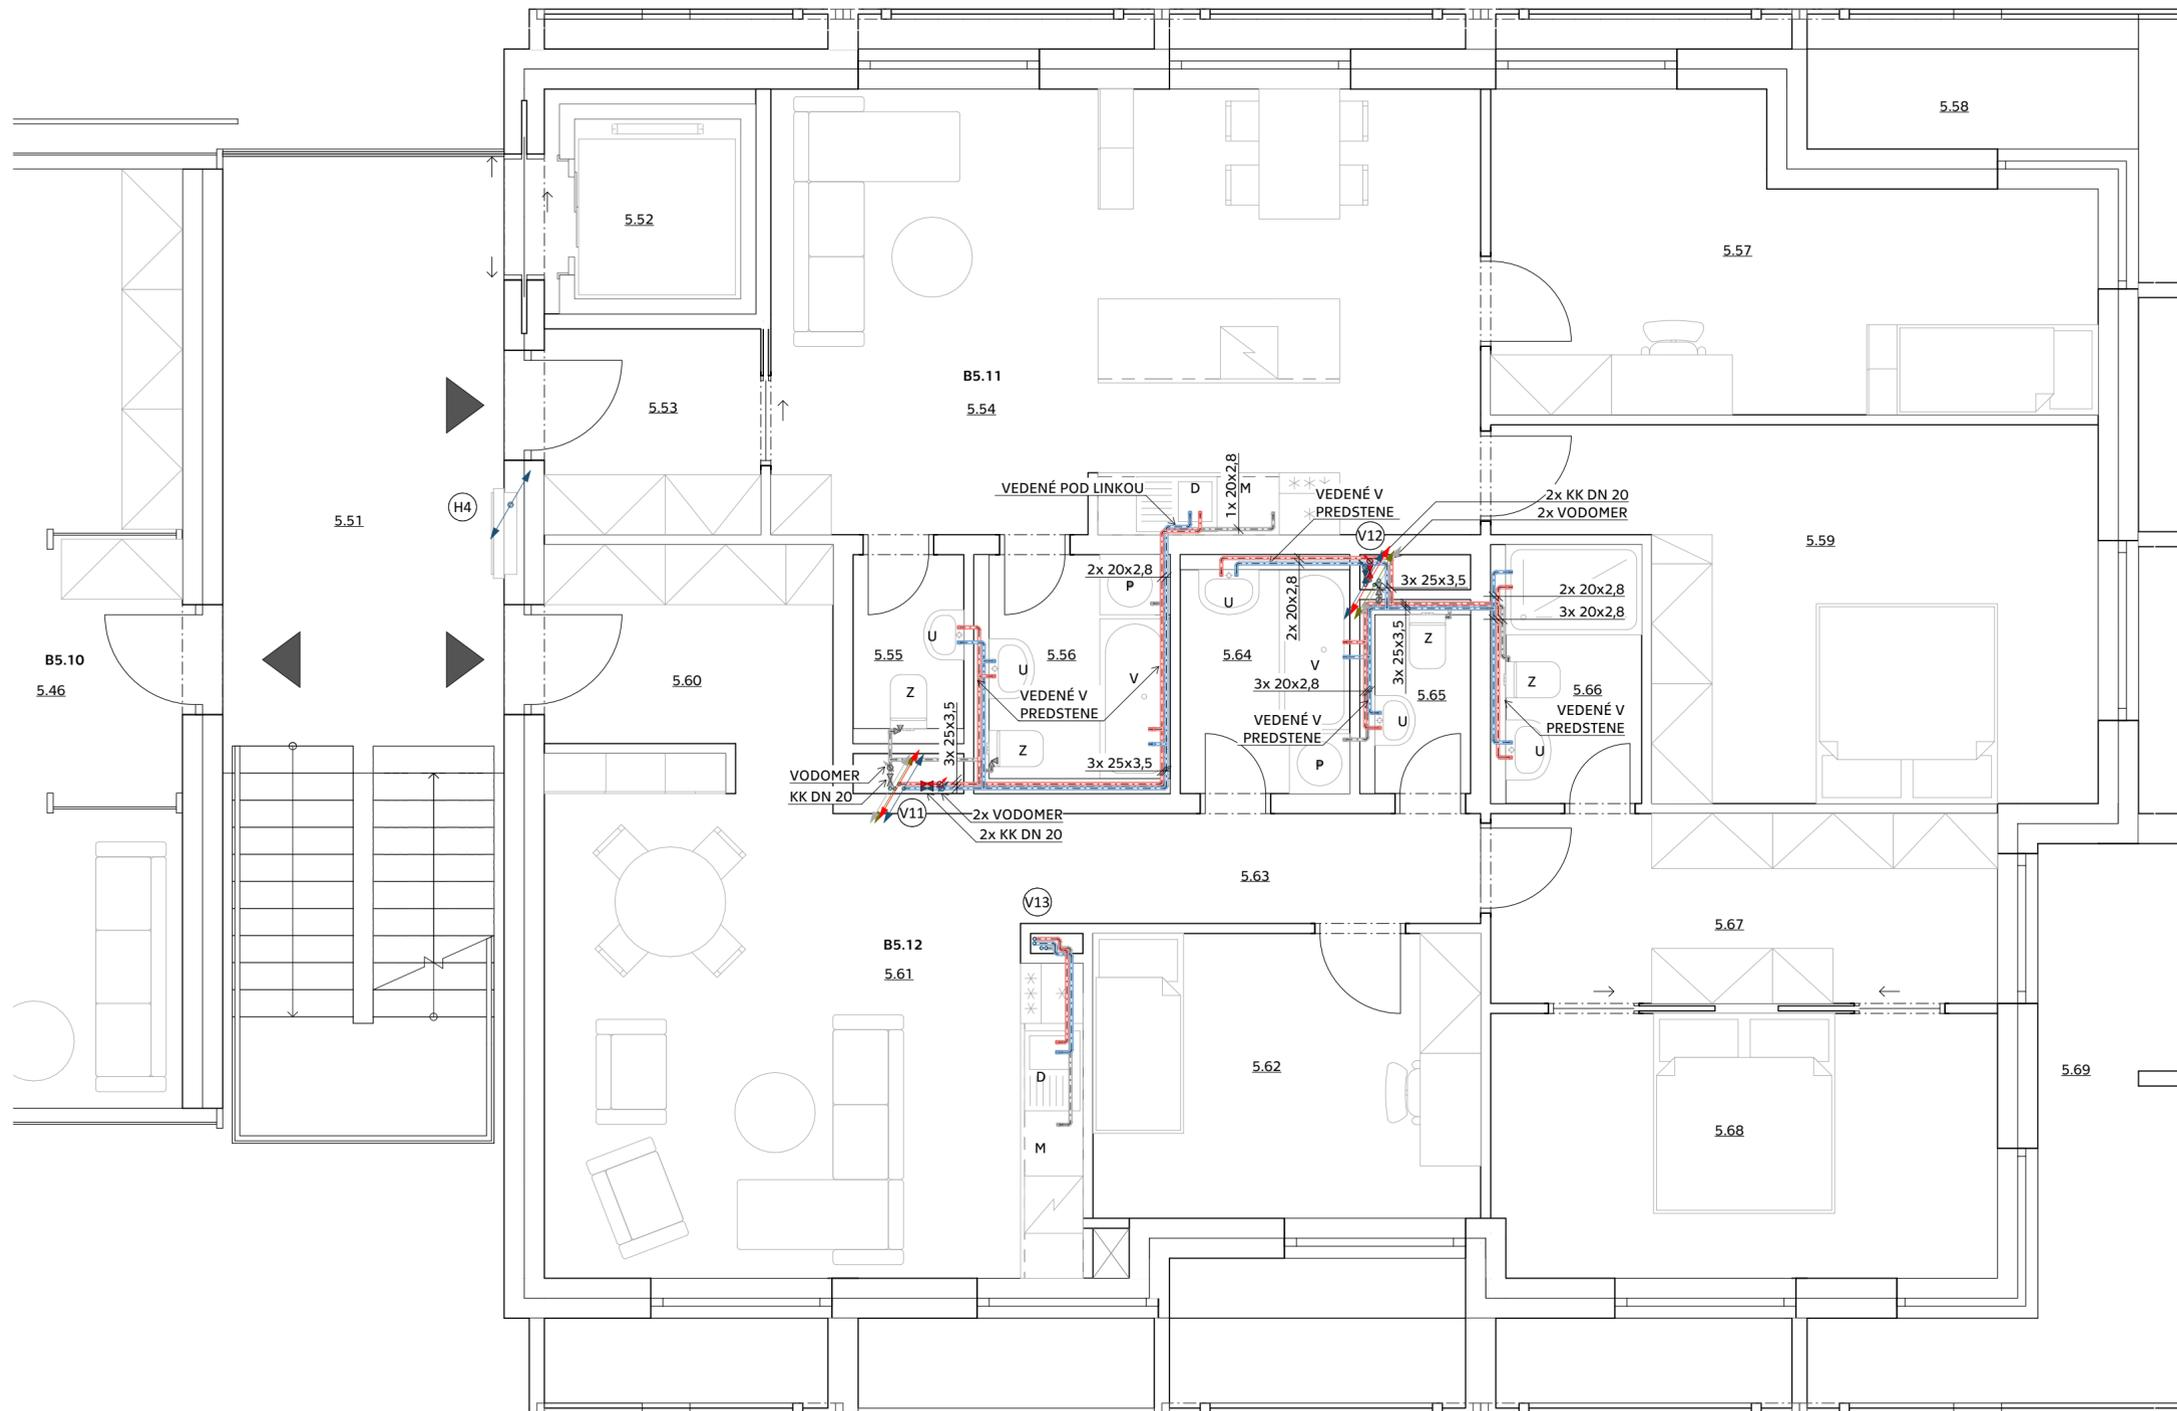 5.58
5.52
5.57
B5.11
5.53
5.54
1x 20x2,8
VEDENÉ POD LINKOU
D
M
VEDENÉ V
PREDSTENE
2x KK DN 20
2x VODOMER
H4
5.51
V12
5.59
2x 20x2,8
P
3x 25x3,5
2x 20x2,8
3x 20x2,8
U
2x 20x2,8
U
Z
3x 25x3,5
5.55
5.56
U
5.64
V
B5.10
5.46
5.60
V
3x 20x2,8
5.65
Z
5.66
Z
VEDENÉ V
PREDSTENE
VEDENÉ V
PREDSTENE
U
VEDENÉ V
PREDSTENE
3x 25x3,5
Z
U
3x 25x3,5
P
VODOMER
KK DN 20
V11
2x VODOMER
2x KK DN 20
5.63
V13
5.67
B5.12
5.61
D
5.62
5.69
M
5.68